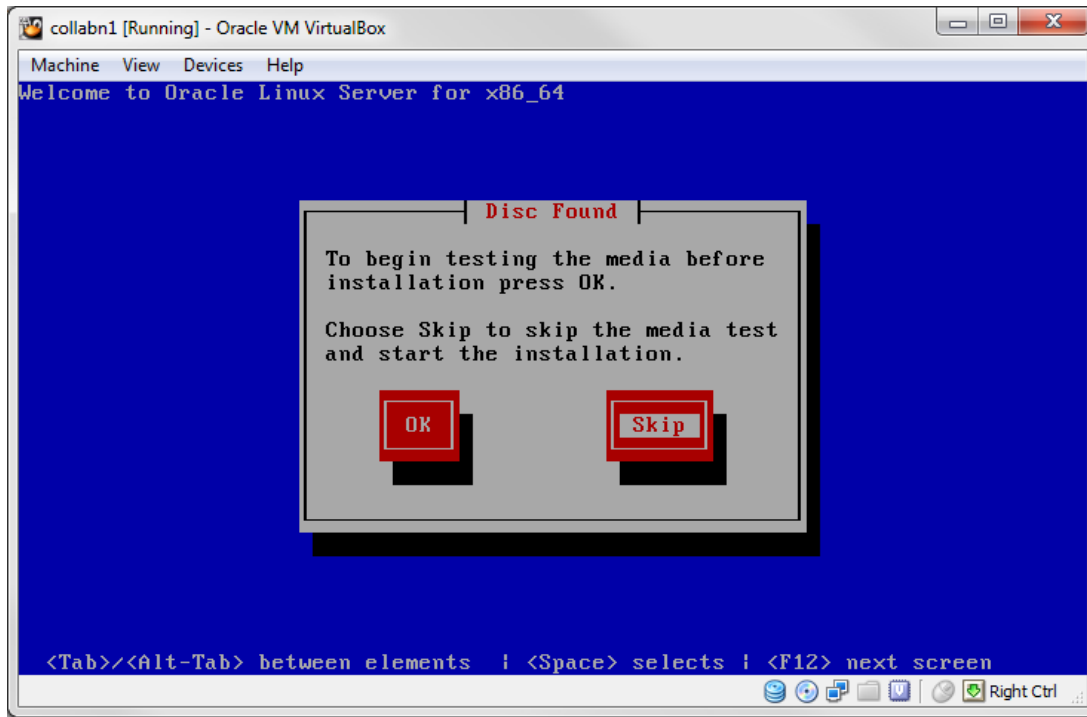 collabn1 [Running] - Oracle VM VirtualBox
Machine View Devices Help
Welcome to Oracle Linux Server for x86_64
Disc Found
To begin testing the media before
installation press OK.
Choose Skip to skip the media test
and start the installation.
OK Skip
<Tab>/<Alt-Tab> between elements | <Space> selects | <F12> next screen
Right Ctrl